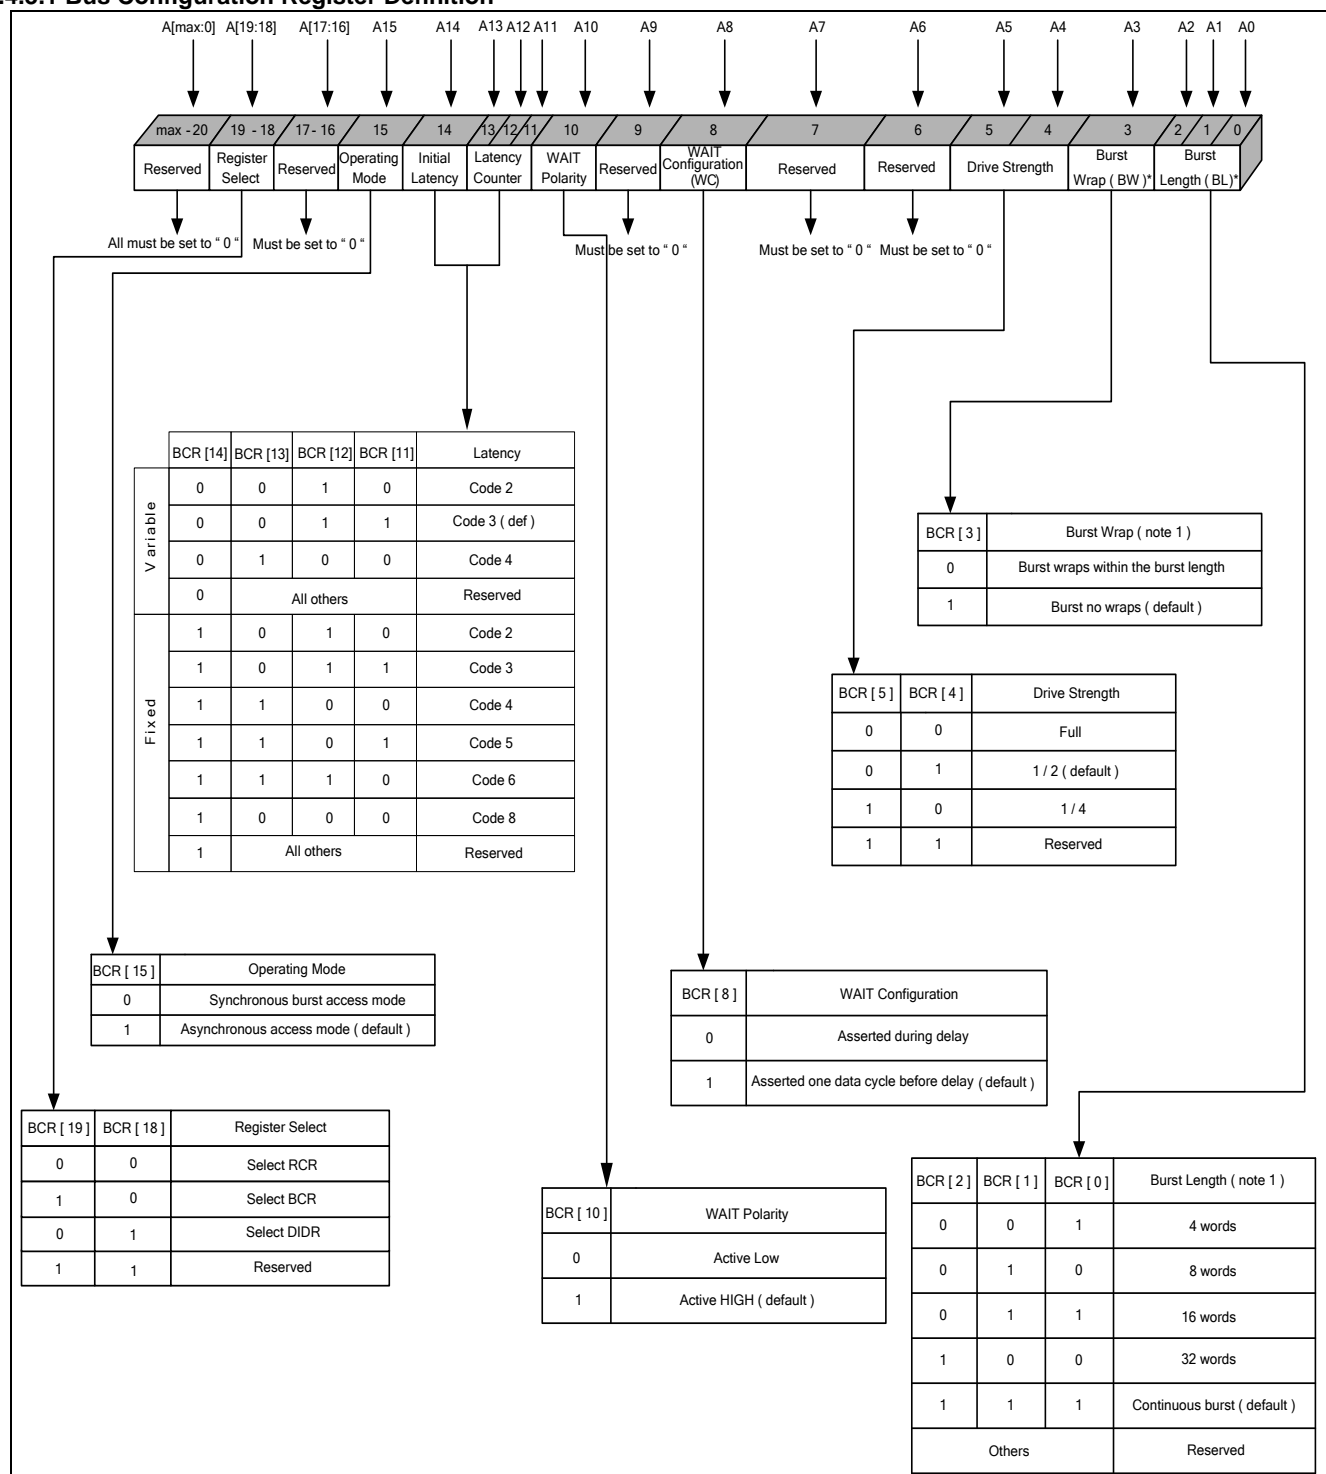 .4.3.1 Bus Configuration Register Definition
A[max:0] A[19:18] A[17:16] A15 A14 A13 A12 A11 A10 A9 A8 A7 A6 A5 A4 A3 A2 A1 A0
max - 20 19 - 18 17 - 16 15 14 13 12 11 10 9 8 7 6 5 4 3 2 1 0
Reserved
Register Select
Reserved
Operating Mode
Initial Latency
Latency Counter
WAIT Polarity
Reserved
WAIT Configuration (WC)
Reserved
Reserved
Drive Strength
Burst Wrap ( BW )*
Burst Length ( BL)*
All must be set to “ 0 “
Must be set to “ 0 “
Must be set to “ 0 “
Must be set to “ 0 “
Must be set to “ 0 “
BCR [14] BCR [13] BCR [12] BCR [11] Latency
Variable
0 0 1 0 Code 2
0 0 1 1 Code 3 ( def )
0 1 0 0 Code 4
0 All others Reserved
Fixed
1 0 1 0 Code 2
1 0 1 1 Code 3
1 1 0 0 Code 4
1 1 0 1 Code 5
1 1 1 0 Code 6
1 0 0 0 Code 8
1 All others Reserved
BCR [ 3 ] Burst Wrap ( note 1 )
0 Burst wraps within the burst length
1 Burst no wraps ( default )
BCR [ 5 ] BCR [ 4 ] Drive Strength
0 0 Full
0 1 1 / 2 ( default )
1 0 1 / 4
1 1 Reserved
BCR [ 15 ] Operating Mode
0 Synchronous burst access mode
1 Asynchronous access mode ( default )
BCR [ 8 ] WAIT Configuration
0 Asserted during delay
1 Asserted one data cycle before delay ( default )
BCR [ 19 ] BCR [ 18 ] Register Select
0 0 Select RCR
1 0 Select BCR
0 1 Select DIDR
1 1 Reserved
BCR [ 10 ] WAIT Polarity
0 Active Low
1 Active HIGH ( default )
BCR [ 2 ] BCR [ 1 ] BCR [ 0 ] Burst Length ( note 1 )
0 0 1 4 words
0 1 0 8 words
0 1 1 16 words
1 0 0 32 words
1 1 1 Continuous burst ( default )
Others Reserved